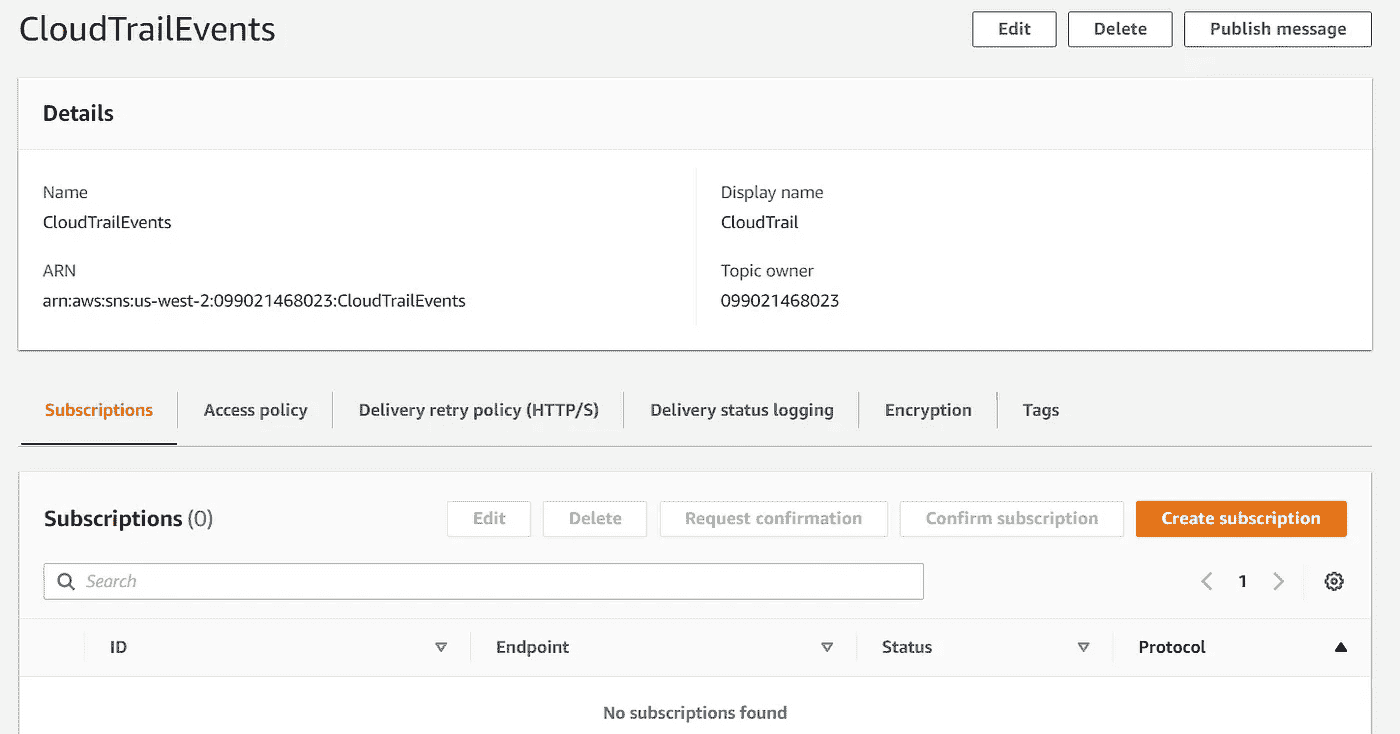 CloudTrailEvents
Edit
Delete
Publish message
Details
Name
CloudTrailEvents
Display name
CloudTrail
ARN
arn:aws:sns:us-west-2:099021468023:CloudTrailEvents
Topic owner
099021468023
Subscriptions
Access policy
Delivery retry policy (HTTP/S)
Delivery status logging
Encryption
Tags
Subscriptions (0)
Edit
Delete
Request confirmation
Confirm subscription
Create subscription
Search
1
ID
Endpoint
Status
Protocol
No subscriptions found